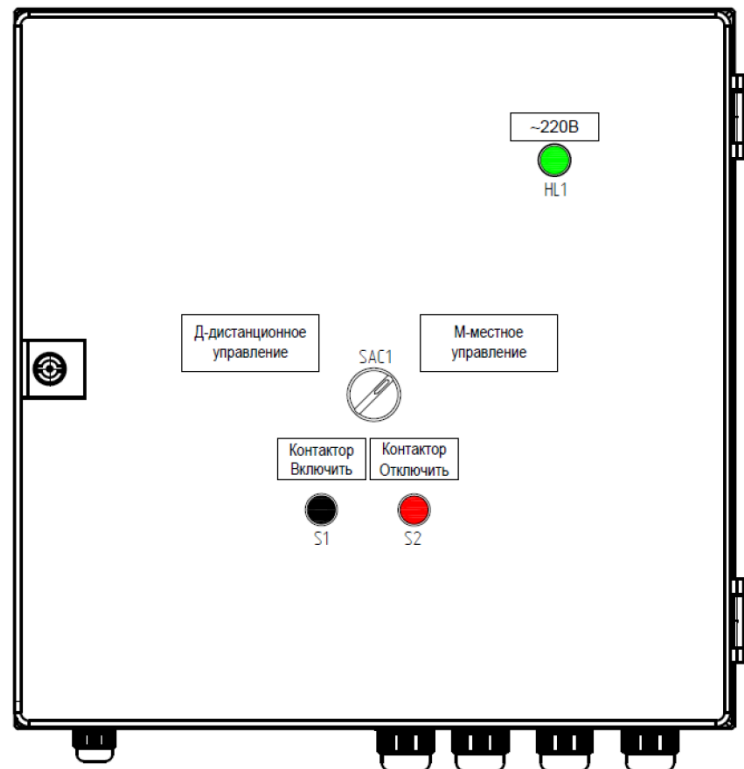 ~220В
HL1
Д-дистанционное
управление
М-местное
управление
SAC1
Контактор
Включить
Контактор
Отключить
S1
S2